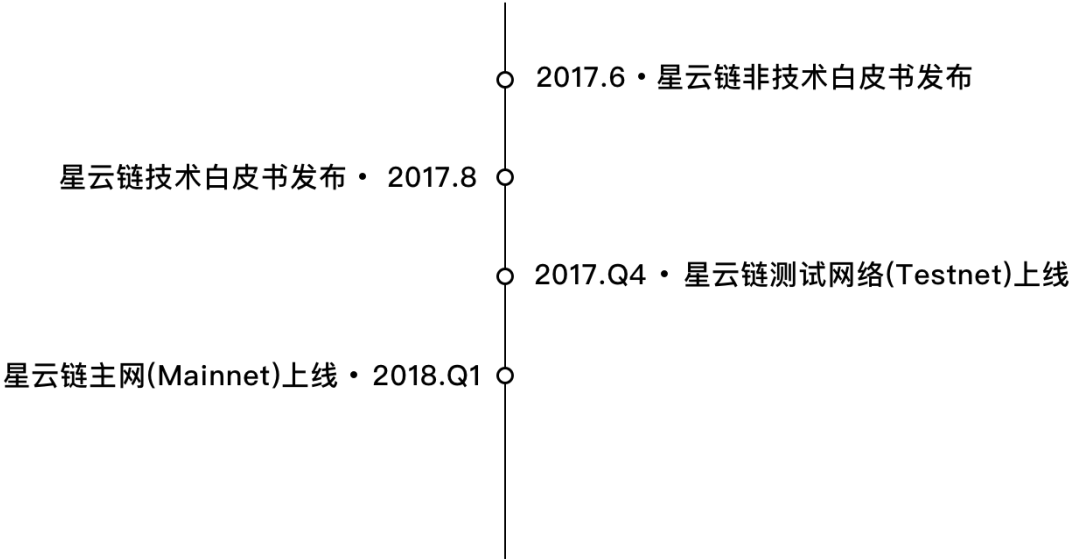 2017.6・星云链非技术白皮书发布
星云链技术白皮书发布・ 2017.8
2017.Q4・ 星云链测试网络(Testnet)上线
星云链主网(Mainnet)上线・ 2018.Q1